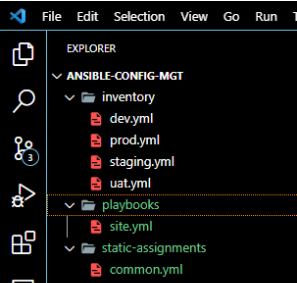 File Edit Selection View Go Run
EXPLORER
ANSIBLE-CONFIG-MGT
inventory
dev.yml
prod.yml
staging.yml
uat.yml
3
playbooks
site.yml
static-assignments
common.yml